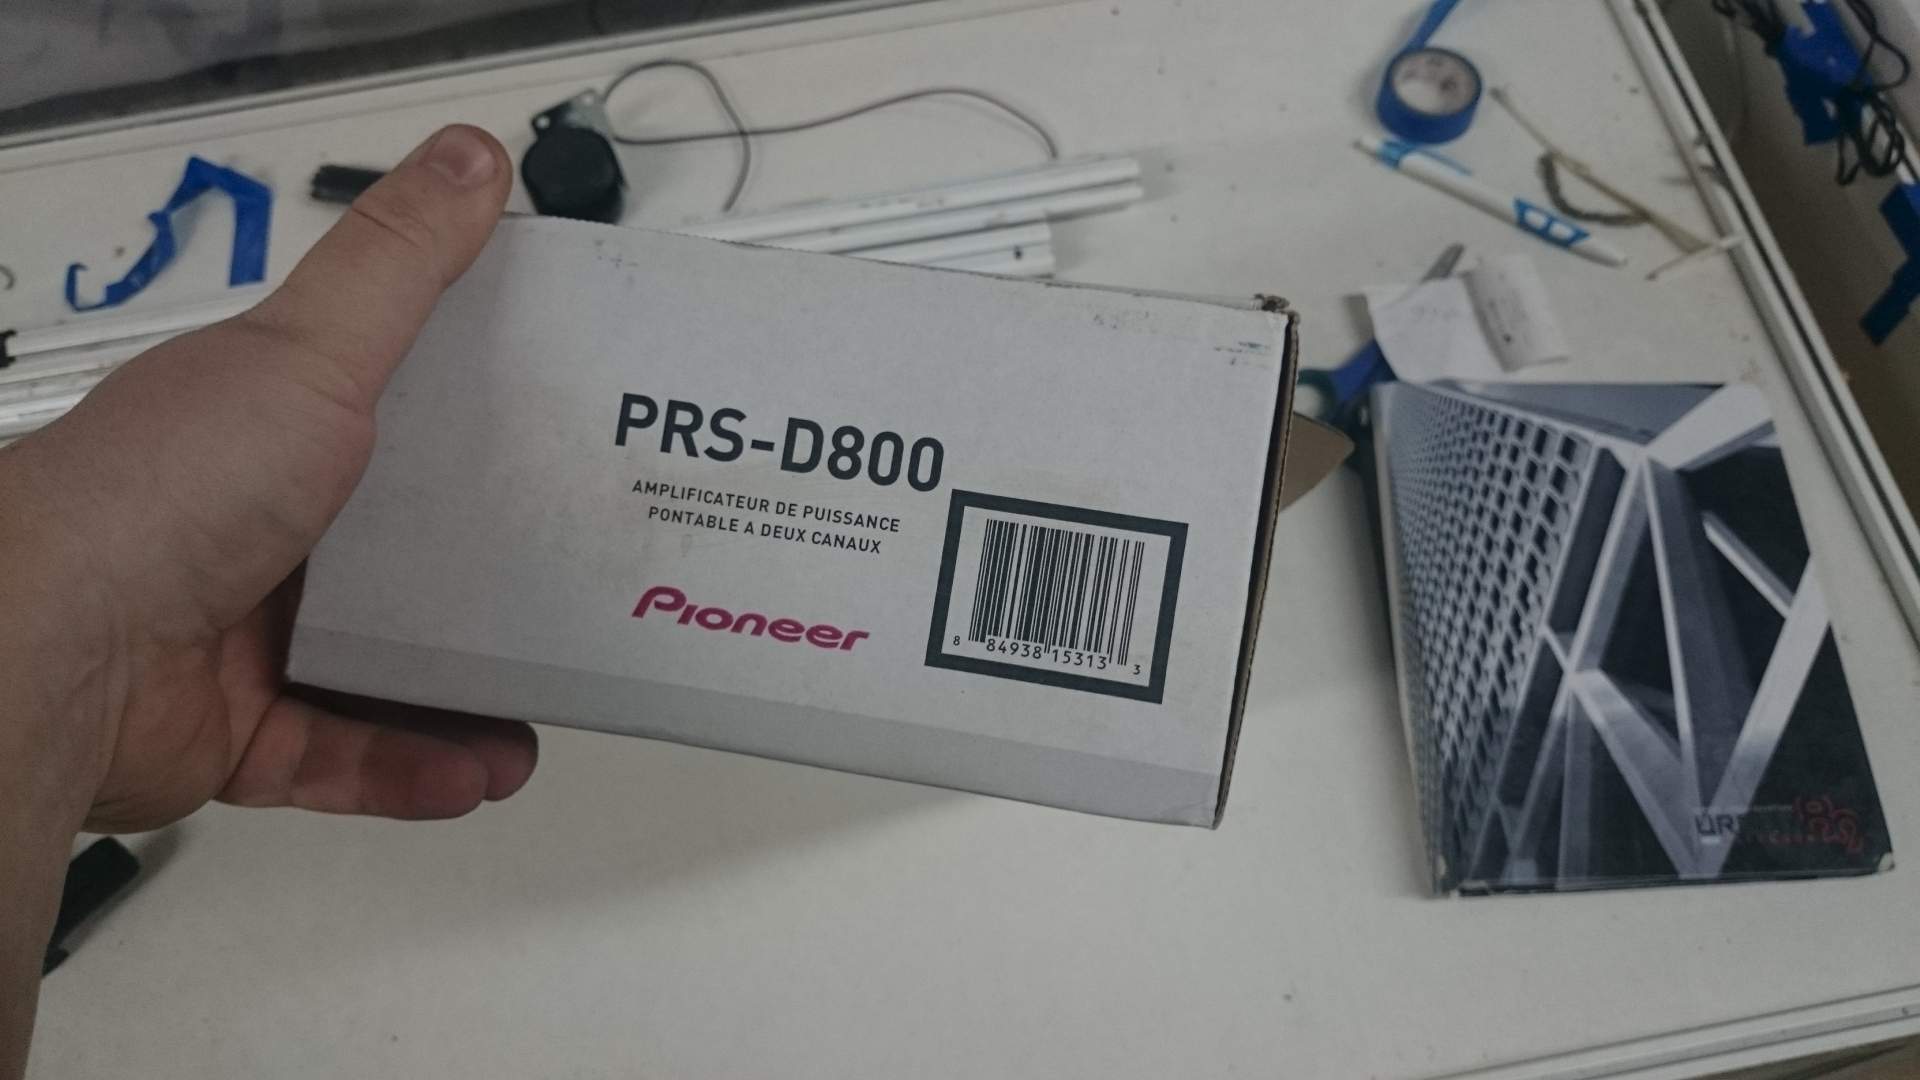 PRS-D800
AMPLIFICATEUR DE PUISSANCE
PONTABLE A DEUX CANAUX
Pioneer
8 84938 15313 3